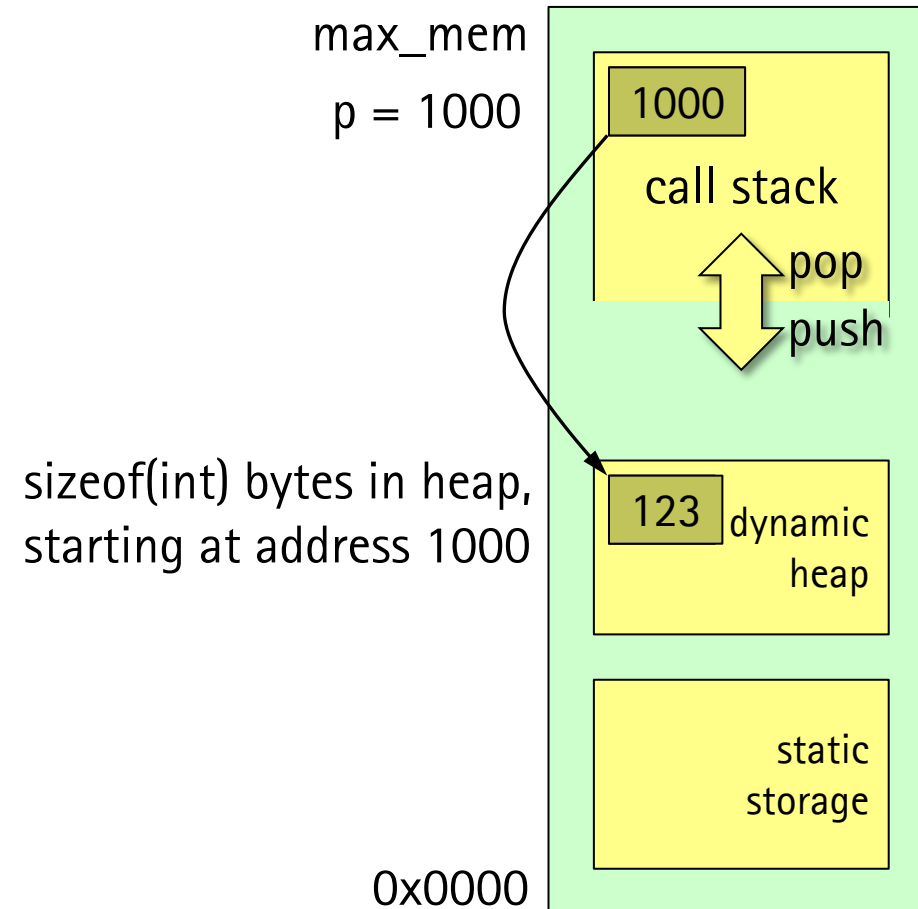 max_mem
p = 1000
1000
call stack
pop
push
sizeof(int) bytes in heap,
starting at address 1000
123
dynamic
heap
static
storage
0x0000